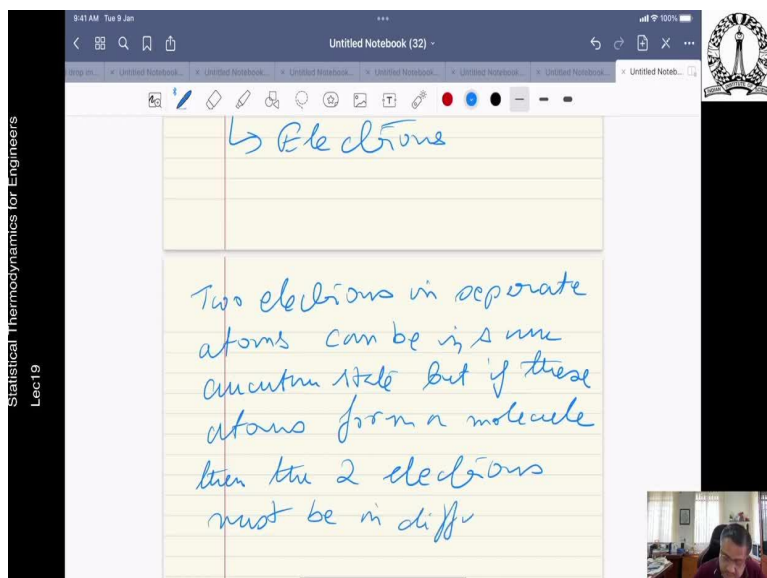 9:41 AM Tue 9 Jan
100%
Untitled Notebook (32)
Untitled Notebook...
Untitled Notebook...
Untitled Notebook...
Untitled Notebook...
Untitled Notebook...
Untitled Notebook...
Untitled Noteb...
Statistical Thermodynamics for Engineers
Lec19
↳ Electrons
Two electrons in seperate
atoms can be in same
quantum state but if these
atoms form a molecule
then the 2 electrons
must be in diffe